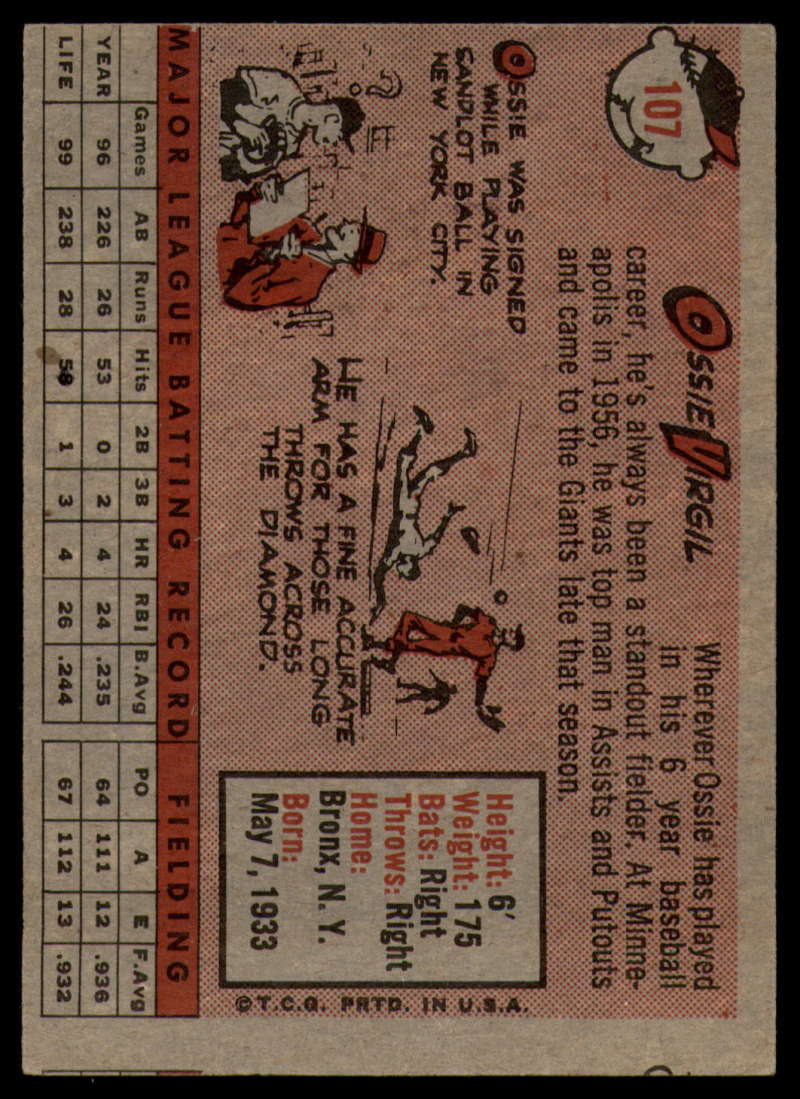 107
OSSIE VIRGIL
Wherever Ossie has played
in his 6 year baseball
career, he's always been a standout fielder. At Minne-
apolis in 1956, he was top man in Assists and Putouts
and came to the Giants late that season.
OSSIE WAS SIGNED
WHILE PLAYING
SANDLOT BALL IN
NEW YORK CITY.
HE HAS A FINE ACCURATE
ARM FOR THOSE LONG
THROWS ACROSS
THE DIAMOND.
Height: 6'
Weight: 175
Bats: Right
Throws: Right
Home:
Bronx, N. Y.
Born:
May 7, 1933
©T.C.G. PRTD. IN U.S.A.
MAJOR LEAGUE BATTING RECORD FIELDING
Games AB Runs Hits 2B 3B HR RBI B.Avg PO A E F.Avg
YEAR 96 226 26 53 0 2 4 24 .235 64 111 12 .936
LIFE 99 238 28 58 1 3 4 26 .244 67 112 13 .932